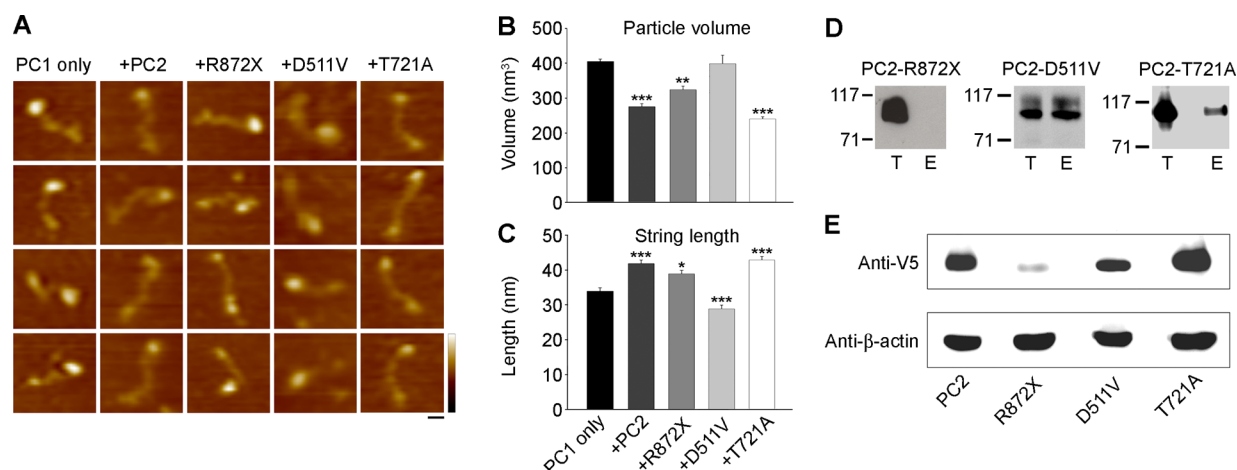 A
PC1 only +PC2 +R872X +D511V +T721A
B
Particle volume
Volume (nm³)
500
400
300
200
100
0
***
**
***
C
String length
Length (nm)
50
40
30
20
10
0
***
*
***
***
PC1 only
+PC2
+R872X
+D511V
+T721A
D
PC2-R872X PC2-D511V PC2-T721A
117
71
T E
117
71
T E
117
71
T E
E
Anti-V5
Anti-β-actin
PC2
R872X
D511V
T721A